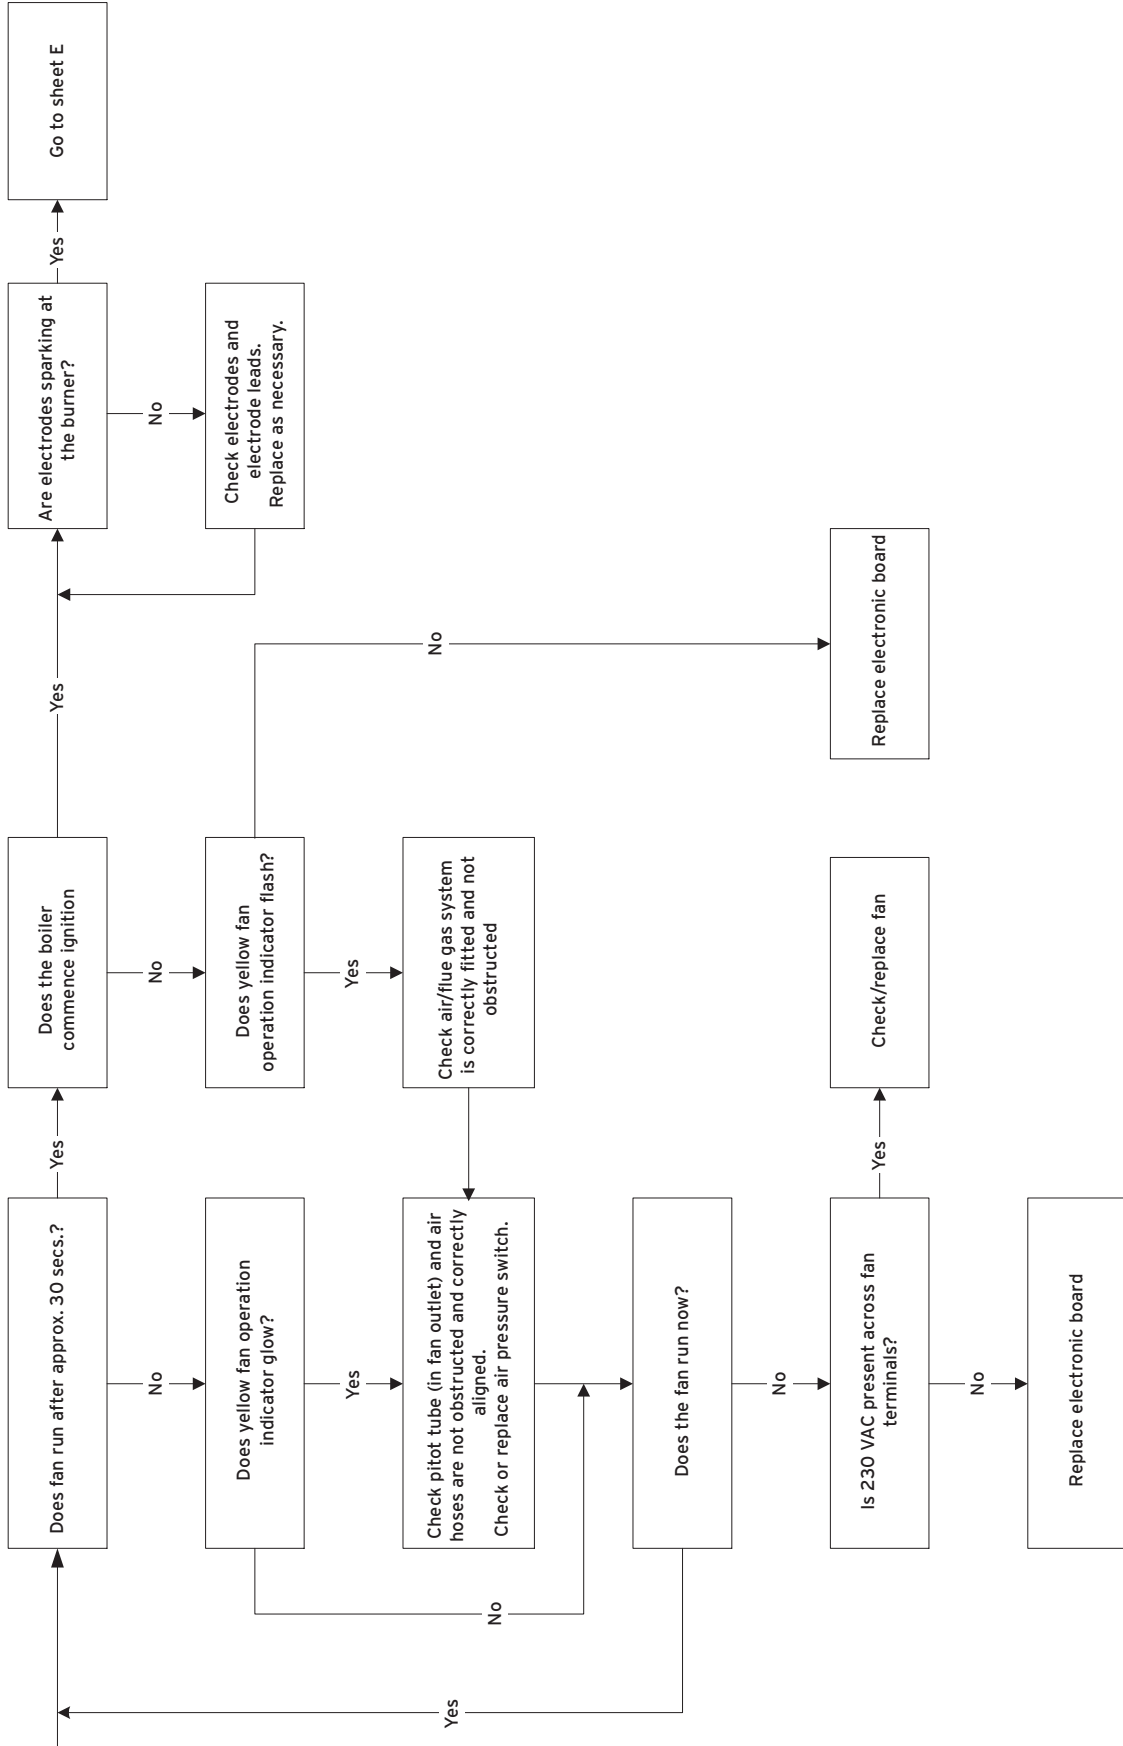 Does fan run after approx. 30 secs.?
Yes
Does the boiler
commence ignition
Yes
Are electrodes sparking at
the burner?
Yes
Go to sheet E
No
No
No
Does yellow fan operation
indicator glow?
Does yellow fan
operation indicator flash?
Check electrodes and
electrode leads.
Replace as necessary.
Yes
Yes
No
Check pitot tube (in fan outlet) and air
hoses are not obstructed and correctly
aligned.
Check or replace air pressure switch.
Check air/flue gas system
is correctly fitted and not
obstructed
No
Does the fan run now?
Yes
No
Is 230 VAC present across fan
terminals?
Yes
Check/replace fan
Replace electronic board
No
Replace electronic board